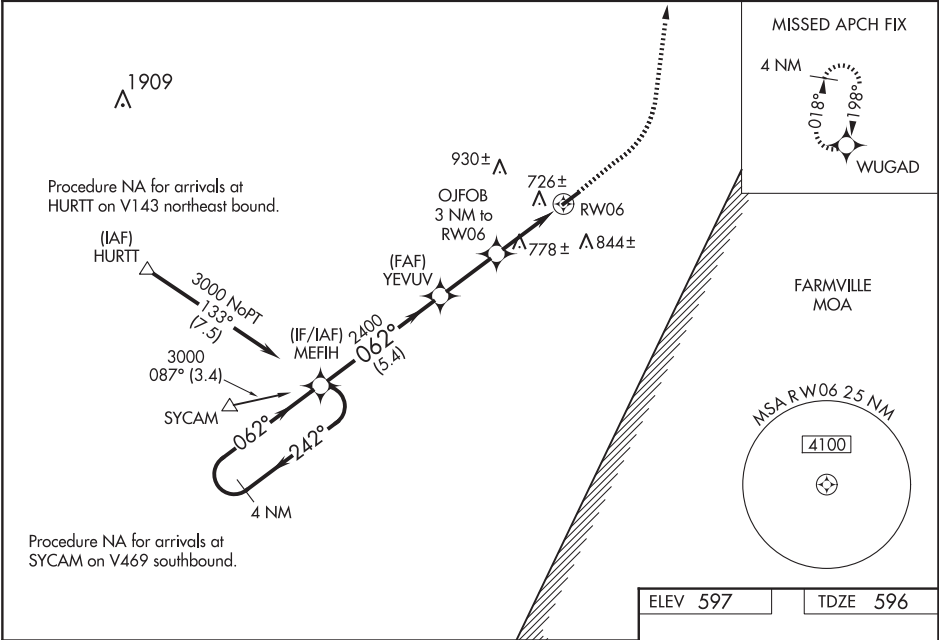 MISSED APCH FIX
4 NM
018°
198°
WUGAD
1909
930±
726±
OJFOB
3 NM to
RW06
RW06
778±
844±
Procedure NA for arrivals at
HURTT on V143 northeast bound.
(IAF)
HURTT
3000 NoPT
133°
(7.5)
(FAF)
YEVUV
(IF/IAF)
MEFIH
2400
062°
(5.4)
3000
087° (3.4)
SYCAM
062°
242°
4 NM
Procedure NA for arrivals at
SYCAM on V469 southbound.
FARMVILLE
MOA
MSA RW06 25 NM
4100
ELEV 597
TDZE 596